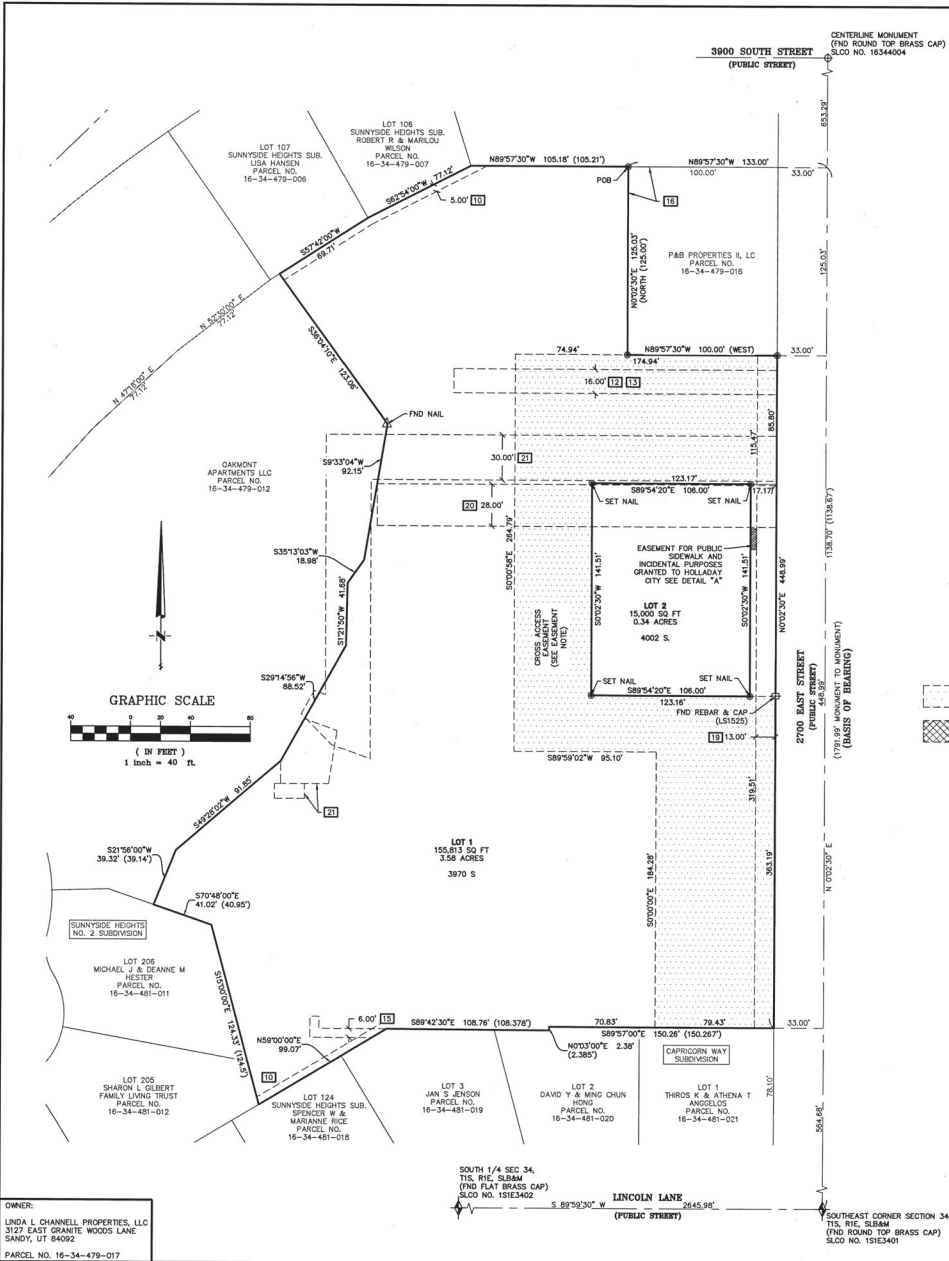 CENTERLINE MONUMENT
(FND ROUND TOP BRASS CAP)
SLCO NO. 16344004
3900 SOUTH STREET
(PUBLIC STREET)
653.29'
LOT 106
SUNNYSIDE HEIGHTS SUB.
ROBERT R & MARILOU
WILSON
PARCEL NO.
16-34-479-007
LOT 107
SUNNYSIDE HEIGHTS SUB.
LISA HANSEN
PARCEL NO.
16-34-479-006
N89°57'30"W 105.18' (105.21')
N89°57'30"W 133.00'
100.00'
33.00'
POB
S62°54'00"W 77.12'
5.00' 10
16
S57°42'00"W
69.71'
N0°02'30"E 125.03'
(NORTH (125.00')
P&B PROPERTIES II, LC
PARCEL NO.
16-34-479-016
125.03'
N 52°30'00" E
77.12'
N 47°18'00" E
77.12'
S36°04'10"E 123.06'
74.94'
N89°57'30"W 100.00' (WEST)
33.00'
174.94'
16.00' 12 13
85.80'
115.47'
FND NAIL
OAKMONT
APARTMENTS LLC
PARCEL NO.
16-34-479-012
S9°33'04"W
92.15'
30.00' 21
123.17'
S89°54'20"E 106.00'
17.17'
SET NAIL
SET NAIL
20 28.00'
264.79'
S0°00'58"E
1138.70' (1138.67')
S35°13'03"W
18.98'
EASEMENT FOR PUBLIC
SIDEWALK AND
INCIDENTAL PURPOSES
GRANTED TO HOLLADAY
CITY SEE DETAIL "A"
S0°02'30"W 141.51'
S0°02'30"W 141.51'
N0°02'30"E 448.99'
LOT 2
15,000 SQ FT
0.34 ACRES
4002 S.
S1°21'50"W 41.68'
CROSS ACCESS
EASEMENT
(SEE EASEMENT
NOTE)
S29°14'56"W
88.52'
SET NAIL
SET NAIL
S89°54'20"E 106.00'
123.16'
FND REBAR & CAP
(LS1525)
2700 EAST STREET
(PUBLIC STREET)
448.99'
(1791.99' MONUMENT TO MONUMENT)
(BASIS OF BEARING)
N
GRAPHIC SCALE
40 0 20 40 80
( IN FEET )
1 inch = 40 ft.
19 13.00'
S89°59'02"W 95.10'
319.51'
S49°28'02"W 91.85'
21
S21°56'00"W
39.32' (39.14')
LOT 1
155,813 SQ FT
3.58 ACRES
3970 S
363.19'
N 0°02'30" E
S0°00'00"E 184.28'
S70°48'00"E
41.02' (40.95')
SUNNYSIDE HEIGHTS
NO. 2 SUBDIVISION
LOT 206
MICHAEL J & DEANNE M
HESTER
PARCEL NO.
16-34-481-011
S15°00'00"E 124.33' (124.5')
6.00' 15
S89°42'30"E 108.76' (108.378')
70.83'
79.43'
33.00'
S89°57'00"E 150.26' (150.267')
N0°03'00"E 2.38'
(2.385')
CAPRICORN WAY
SUBDIVISION
N59°00'00"E
99.07'
10
LOT 205
SHARON L GILBERT
FAMILY LIVING TRUST
PARCEL NO.
16-34-481-012
LOT 124
SUNNYSIDE HEIGHTS SUB.
SPENCER W &
MARIANNE RICE
PARCEL NO.
16-34-481-018
LOT 3
JAN S JENSON
PARCEL NO.
16-34-481-019
LOT 2
DAVID Y & MING CHUN
HONG
PARCEL NO.
16-34-481-020
LOT 1
THIROS K & ATHENA T
ANGGELOS
PARCEL NO.
16-34-481-021
78.10'
564.68'
SOUTH 1/4 SEC 34,
T1S, R1E, SLB&M
(FND FLAT BRASS CAP)
SLCO NO. 1S1E3402
LINCOLN LANE
S 89°59'30" W 2645.98'
(PUBLIC STREET)
SOUTHEAST CORNER SECTION 34
T1S, R1E, SLB&M
(FND ROUND TOP BRASS CAP)
SLCO NO. 1S1E3401
OWNER:
LINDA L CHANNELL PROPERTIES, LLC
3127 EAST GRANITE WOODS LANE
SANDY, UT 84092
PARCEL NO. 16-34-479-017